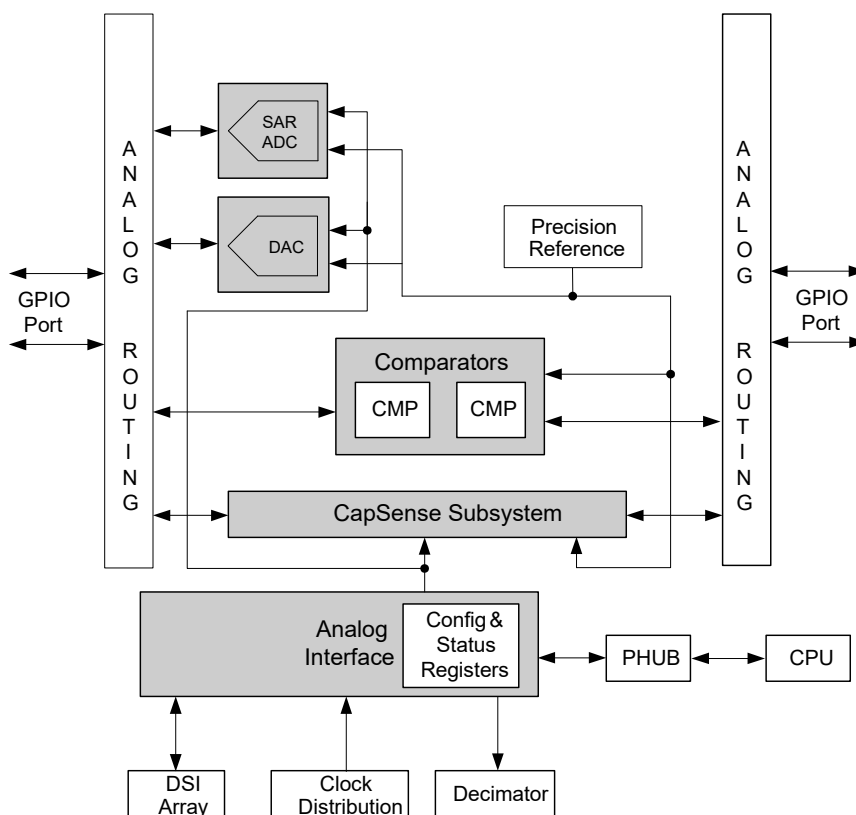 SAR
ADC
DAC
Precision
Reference
A
N
A
L
O
G
R
O
U
T
I
N
G
A
N
A
L
O
G
R
O
U
T
I
N
G
GPIO
Port
GPIO
Port
Comparators
CMP
CMP
CapSense Subsystem
Analog
Interface
Config &
Status
Registers
PHUB
CPU
DSI
Array
Clock
Distribution
Decimator